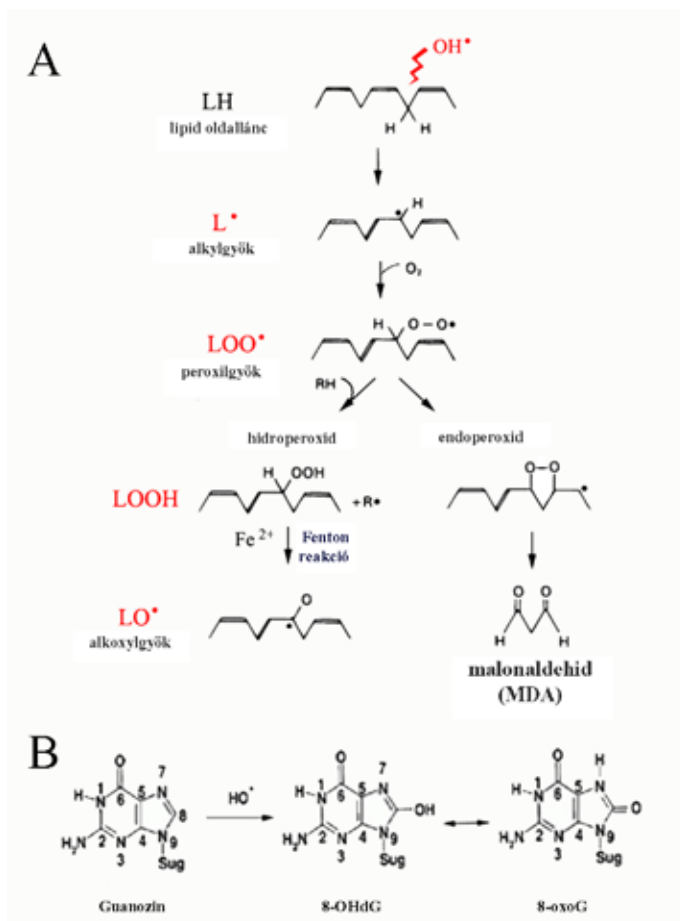 A
OH•
LH
lipid oldallánc
H H
L•
alkylgyök
• H
O₂
LOO•
peroxilgyök
H O–O•
RH
hidroperoxid
endoperoxid
LOOH
H OOH
+R•
O–O
•
Fe 2+
Fenton
reakció
LO•
alkoxylgyök
O
•
O O
H H
malonaldehid
(MDA)
B
O
H N 1 6 5 N 7
8
H₂N 2 N 3 4 N 9
Sug
Guanozin
HO•
O
H N 1 6 5 N 7
OH
H₂N 2 N 3 4 N 9
Sug
8-OHdG
O
H N 1 6 5 N H
O
H₂N 2 N 3 4 N 9
Sug
8-oxoG